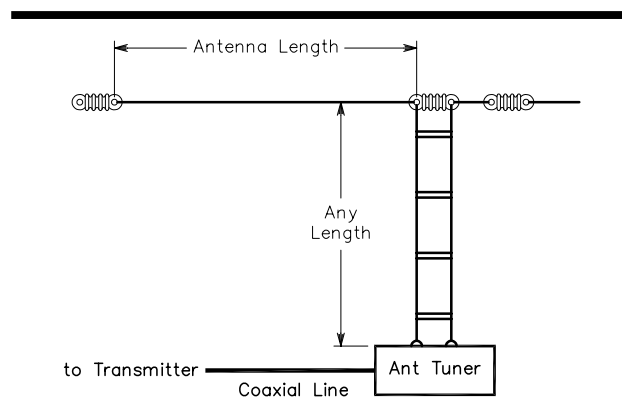 Antenna Length
Any
Length
to Transmitter
Ant Tuner
Coaxial Line